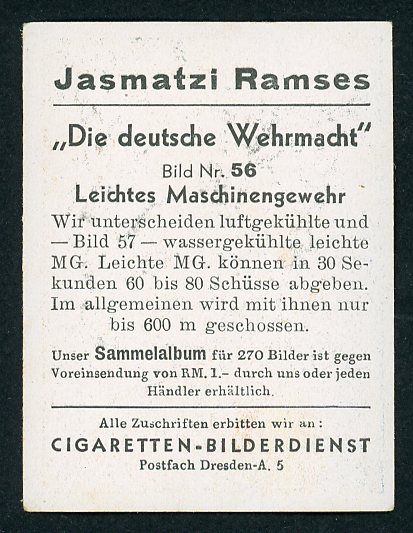 Jasmatzi Ramses
„Die deutsche Wehrmacht"
Bild Nr. 56
Leichtes Maschinengewehr
Wir unterscheiden luftgekühlte und
— Bild 57 — wassergekühlte leichte
MG. Leichte MG. können in 30 Se-
kunden 60 bis 80 Schüsse abgeben.
Im allgemeinen wird mit ihnen nur
bis 600 m geschossen.
Unser Sammelalbum für 270 Bilder ist gegen
Voreinsendung von RM. 1.- durch uns oder jeden
Händler erhältlich.
Alle Zuschriften erbitten wir an:
CIGARETTEN-BILDERDIENST
Postfach Dresden-A. 5